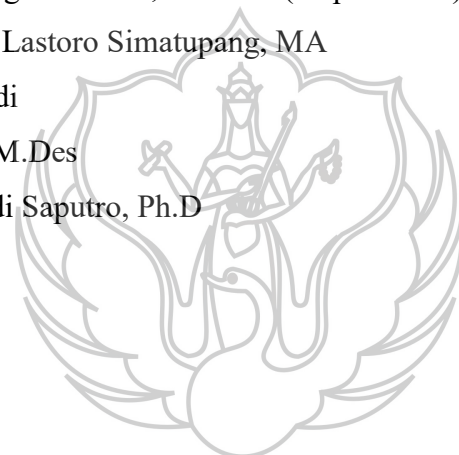 Lastoro Simatupang, MA
di
M.Des
di Saputro, Ph.D